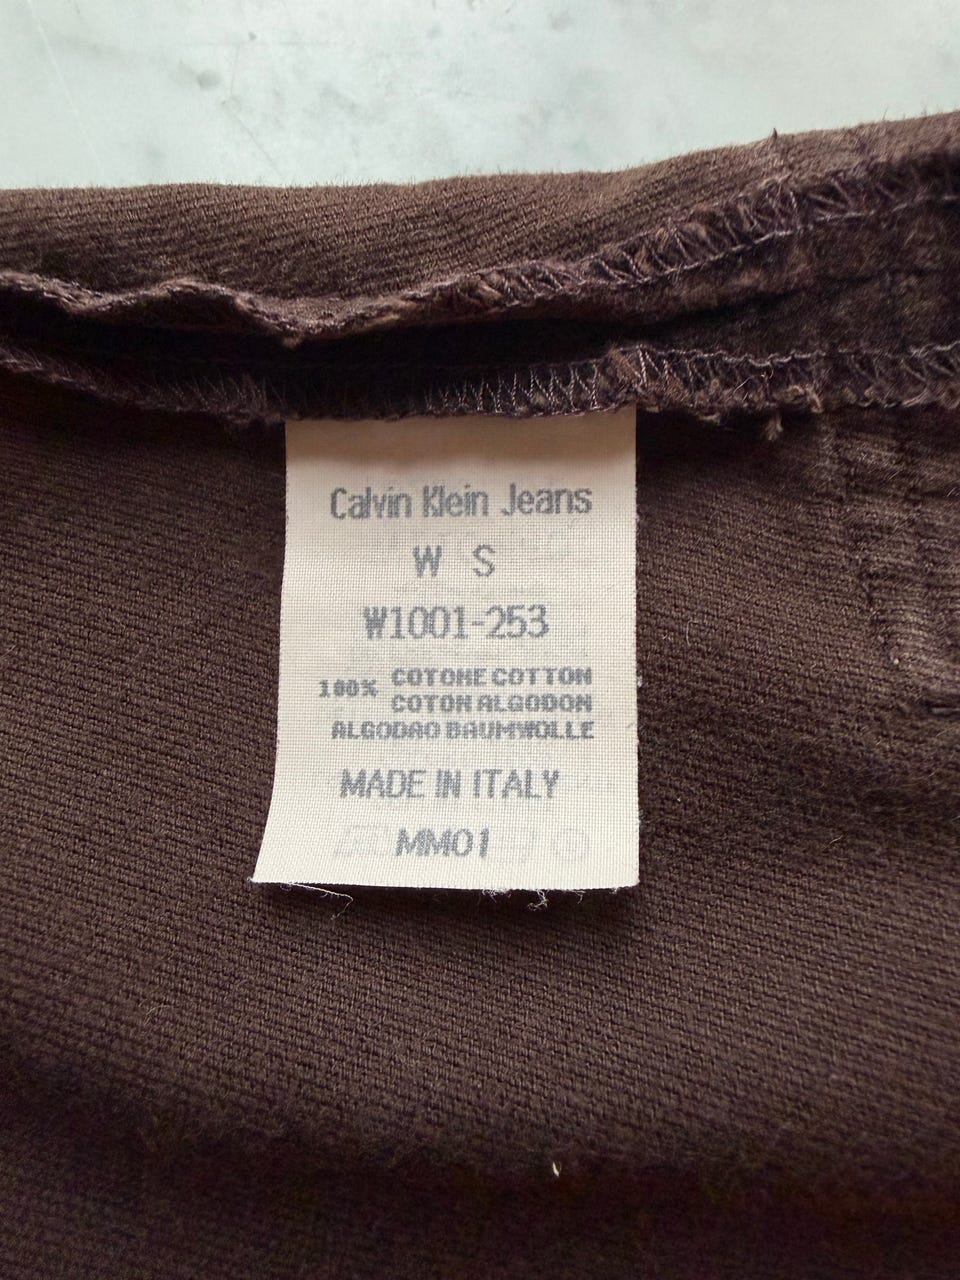 Calvin Klein Jeans
W S
W1001-253
100% COTONE COTTON
COTON ALGODON
ALGODAO BAUMWOLLE
MADE IN ITALY
MM01